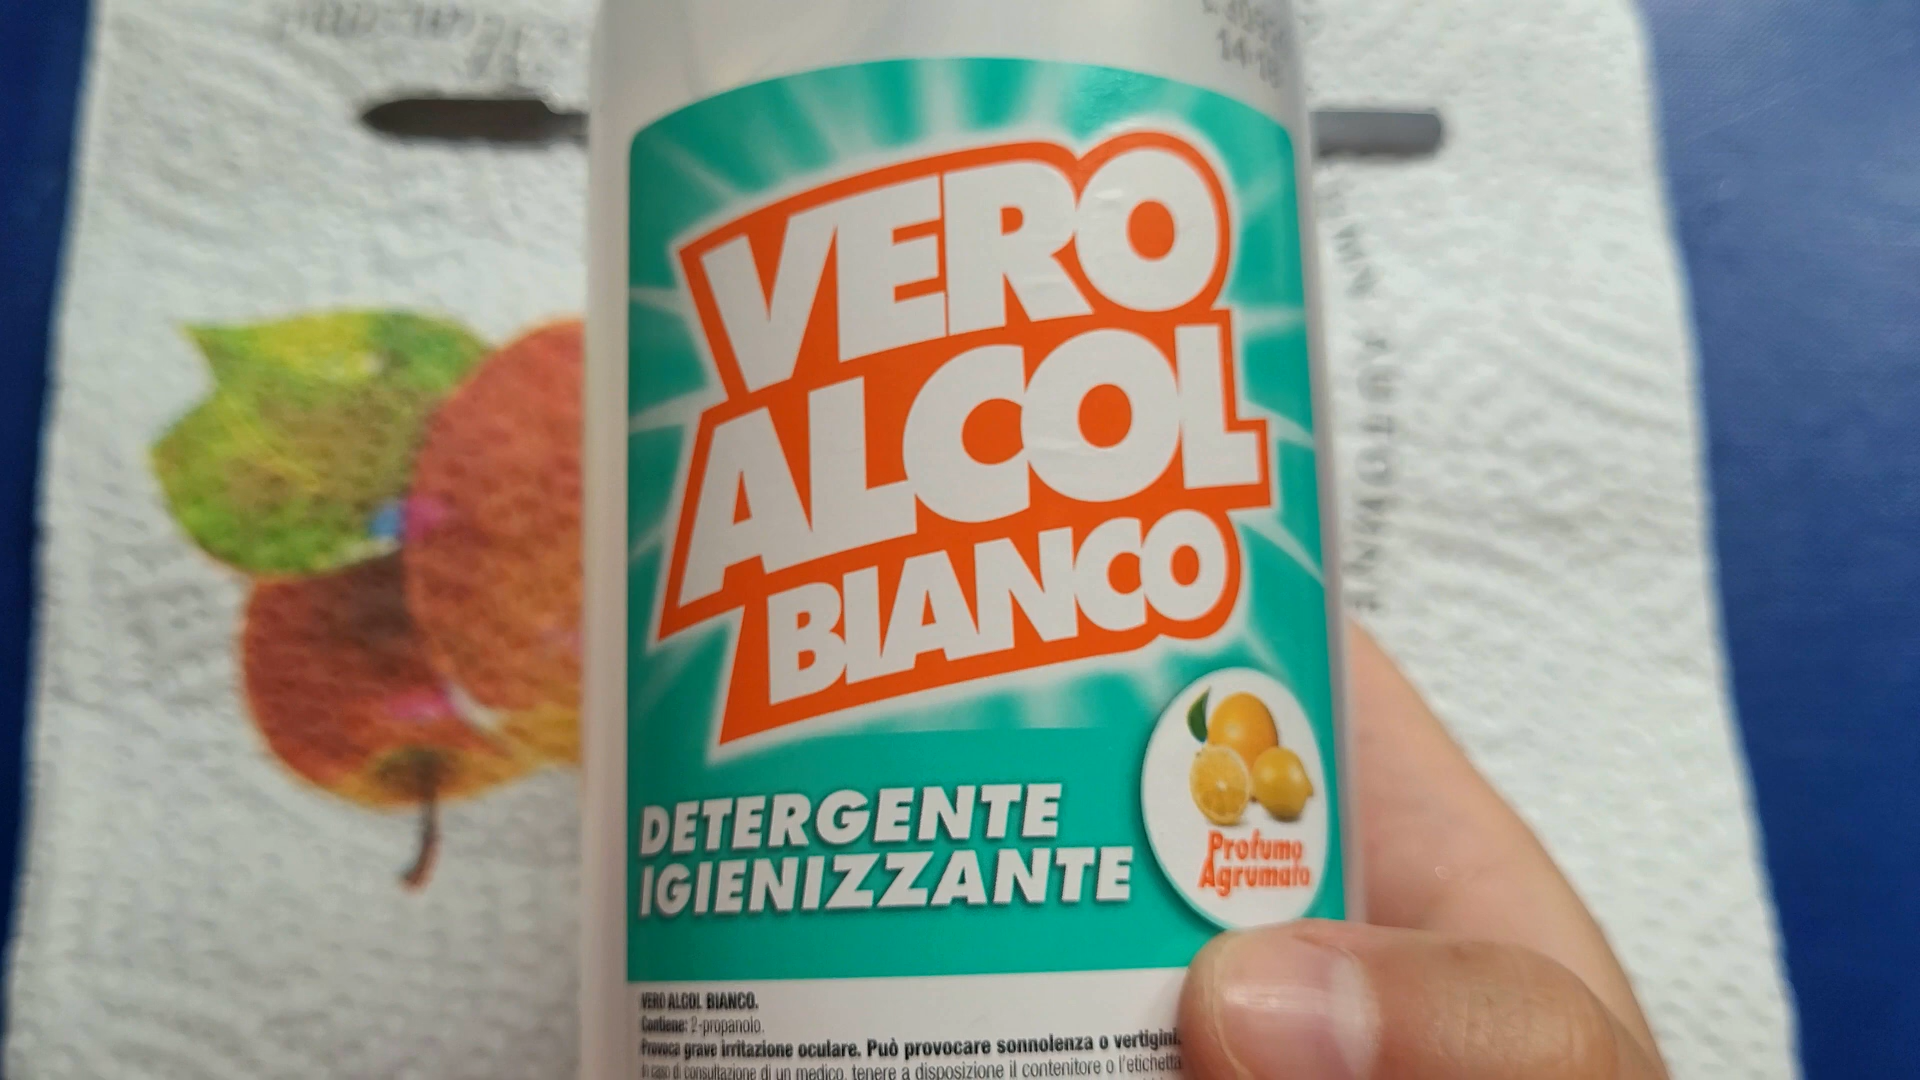 VERO
ALCOL
BIANCO
DETERGENTE
IGIENIZZANTE
Profumo
Agrumato
VERO ALCOL BIANCO.
Contiene: 2-propanolo.
Provoca grave irritazione oculare. Può provocare sonnolenza o vertigini.
In caso di consultazione di un medico, tenere a disposizione il contenitore o l'etichetta